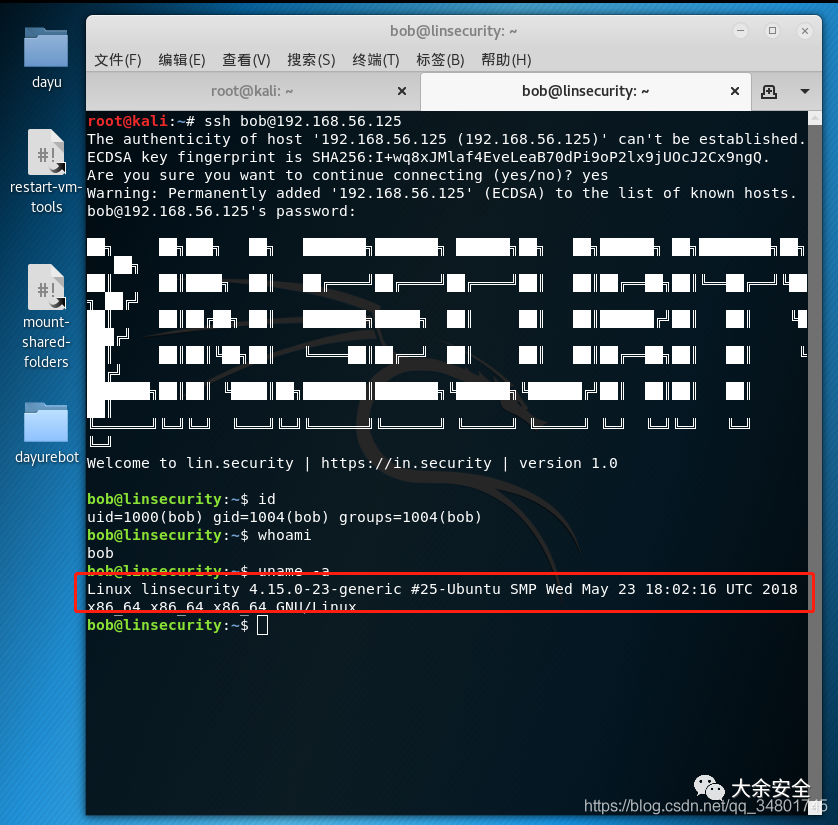 bob@linsecurity: ~
文件(F) 编辑(E) 查看(V) 搜索(S) 终端(T) 标签(B) 帮助(H)
root@kali: ~
bob@linsecurity: ~
dayu
restart-vm-
tools
mount-
shared-
folders
dayurebot
root@kali:~# ssh bob@192.168.56.125
The authenticity of host '192.168.56.125 (192.168.56.125)' can't be established.
ECDSA key fingerprint is SHA256:I+wq8xJMlaf4EveLeaB70dPi9oP2lx9jUOcJ2Cx9ngQ.
Are you sure you want to continue connecting (yes/no)? yes
Warning: Permanently added '192.168.56.125' (ECDSA) to the list of known hosts.
bob@192.168.56.125's password:
Welcome to lin.security | https://in.security | version 1.0
bob@linsecurity:~$ id
uid=1000(bob) gid=1004(bob) groups=1004(bob)
bob@linsecurity:~$ whoami
bob
bob@linsecurity:~$ uname -a
Linux linsecurity 4.15.0-23-generic #25-Ubuntu SMP Wed May 23 18:02:16 UTC 2018
x86_64 x86_64 x86_64 GNU/Linux
bob@linsecurity:~$
大余安全
https://blog.csdn.net/qq_34801745